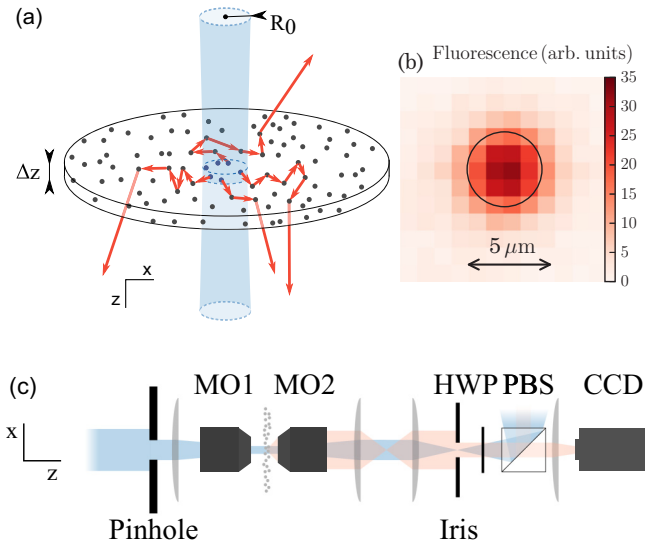 (a)
R0
Δz
x
z
(b)
Fluorescence (arb. units)
35
30
25
20
15
10
5
0
5 μm
(c)
MO1 MO2 HWP PBS CCD
x
z
Pinhole Iris